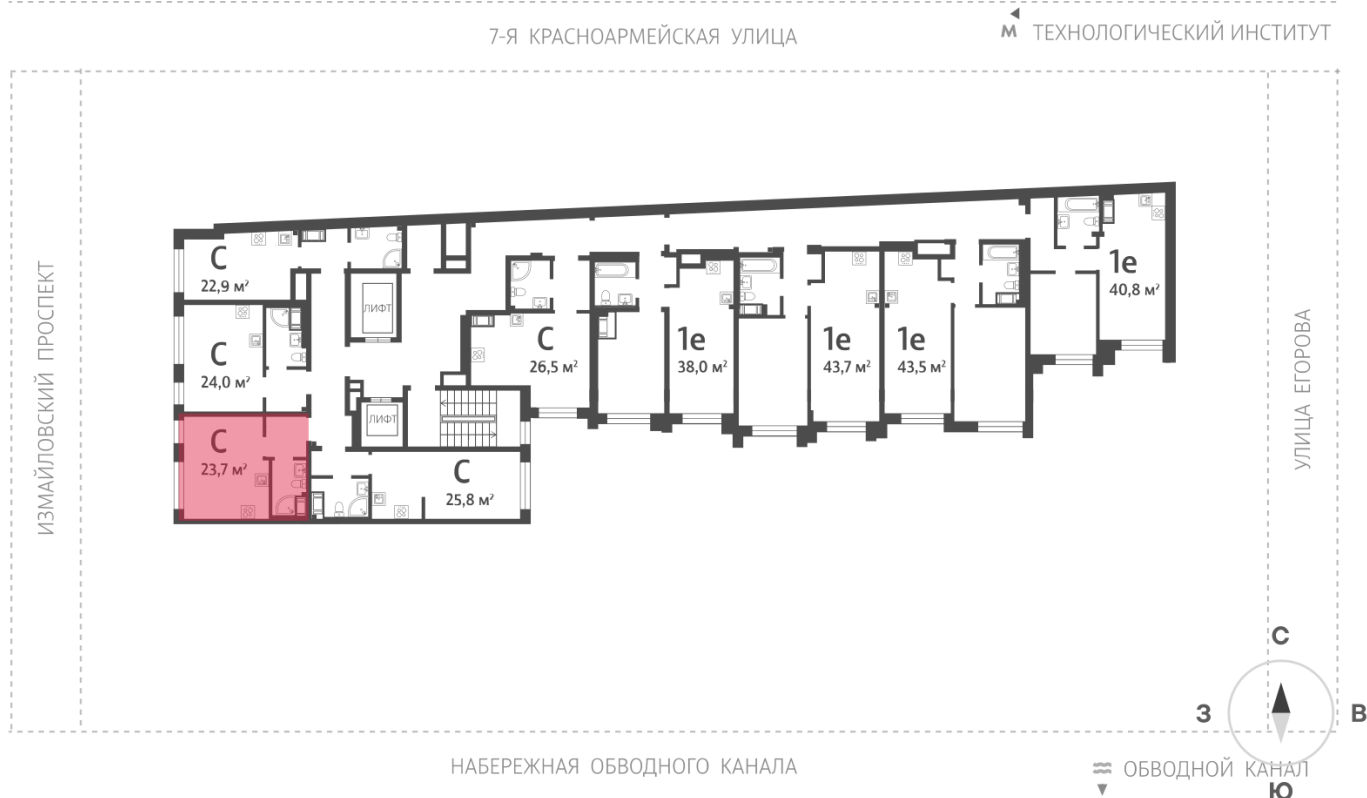 7-Я КРАСНОАРМЕЙСКАЯ УЛИЦА
М ТЕХНОЛОГИЧЕСКИЙ ИНСТИТУТ
ИЗМАЙЛОВСКИЙ ПРОСПЕКТ
С
22,9 м²
ЛИФТ
С
24,0 м²
С
26,5 м²
1е
38,0 м²
1е
43,7 м²
1е
43,5 м²
1е
40,8 м²
ЛИФТ
С
23,7 м²
С
25,8 м²
УЛИЦА ЕГОРОВА
С
З
В
Ю
НАБЕРЕЖНАЯ ОБВОДНОГО КАНАЛА
ОБВОДНОЙ КАНАЛ